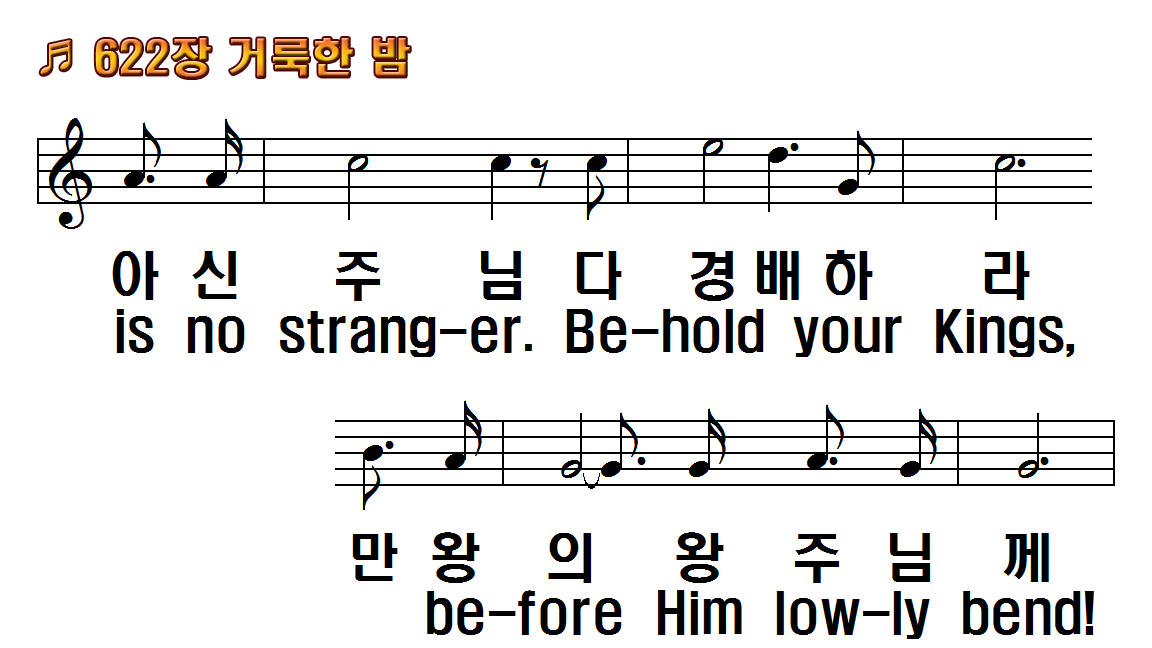 622장 거룩한 밤
아 신 주 님 다 경 배 하 라
is no strang-er. Be-hold your Kings,
만 왕 의 왕 주 님 께
be-fore Him low-ly bend!